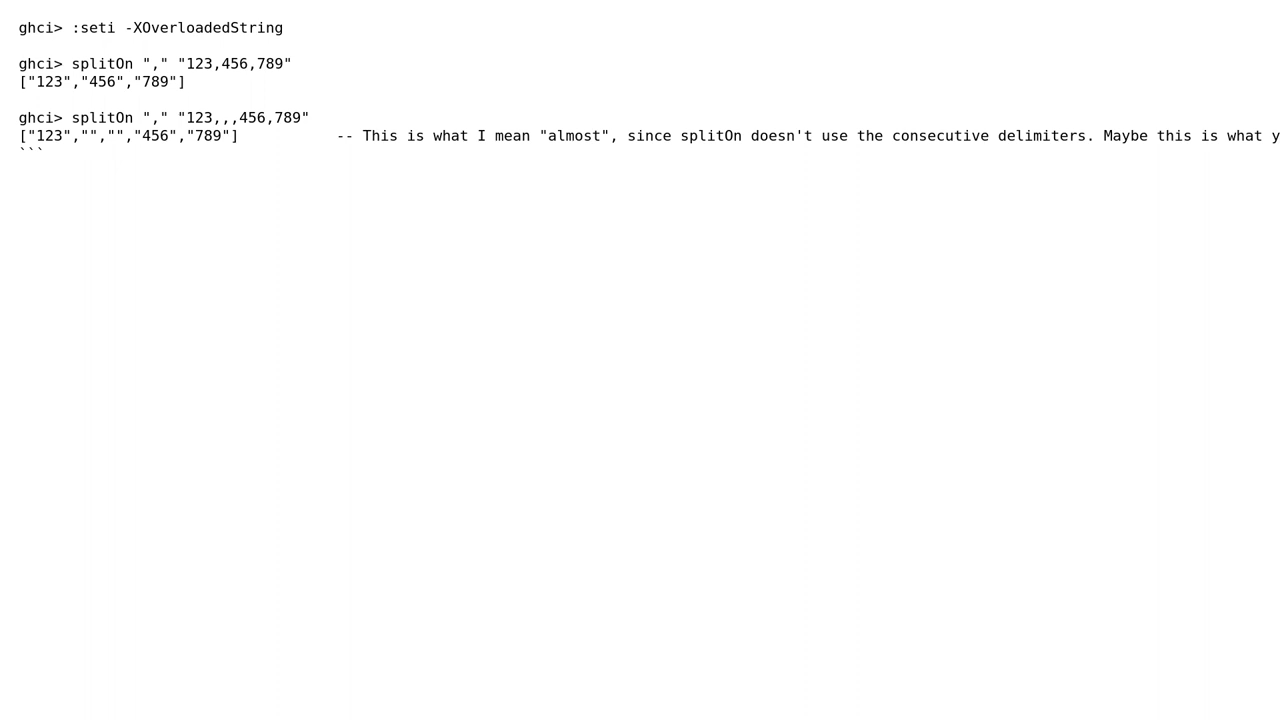 ghci> :seti -XOverloadedString
ghci> splitOn "," "123,456,789"
["123","456","789"]
ghci> splitOn "," "123,,,456,789"
["123","","","456","789"]           -- This is what I mean "almost", since splitOn doesn't use the consecutive delimiters. Maybe this is what y
```